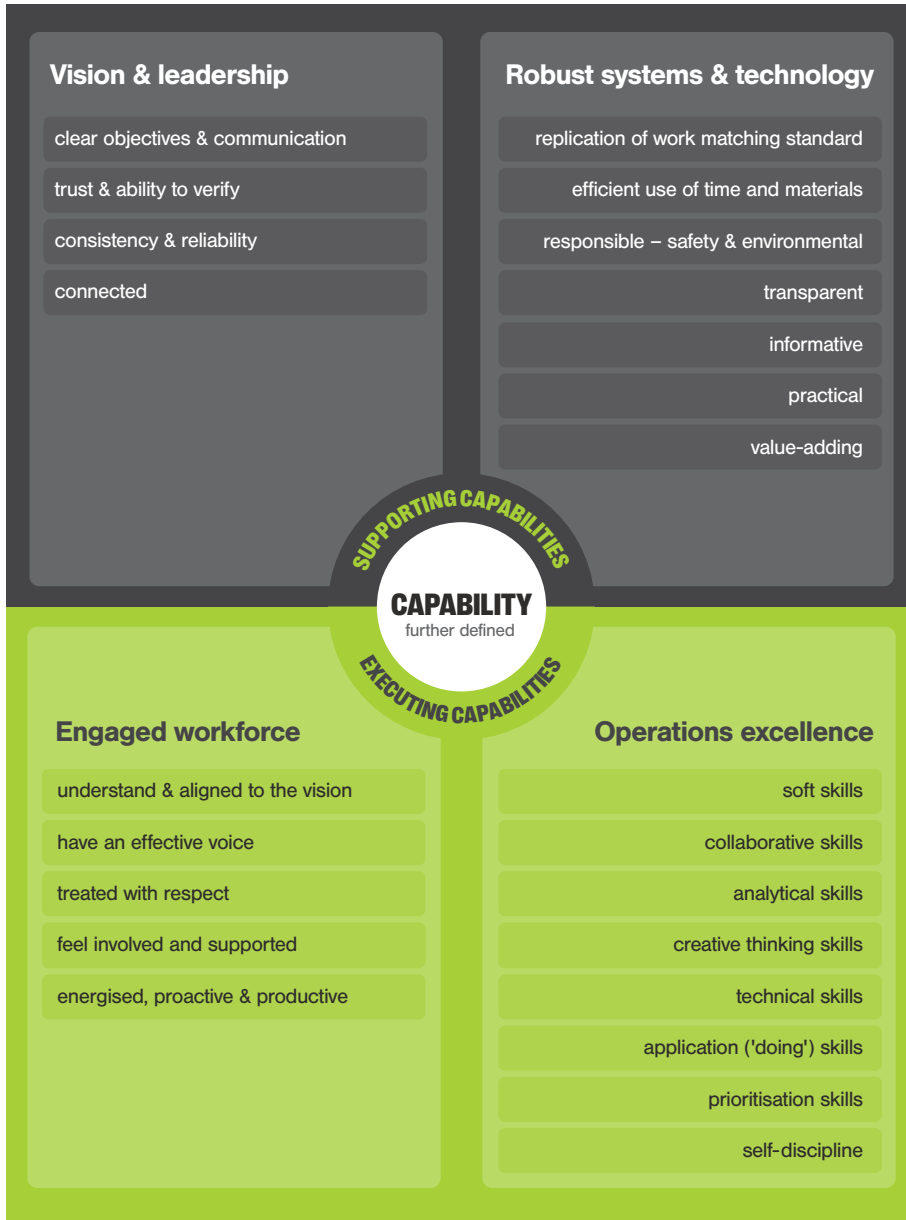 Vision & leadership
clear objectives & communication
trust & ability to verify
consistency & reliability
connected
Robust systems & technology
replication of work matching standard
efficient use of time and materials
responsible – safety & environmental
transparent
informative
practical
value-adding
SUPPORTING CAPABILITIES
CAPABILITY
further defined
EXECUTING CAPABILITIES
Engaged workforce
understand & aligned to the vision
have an effective voice
treated with respect
feel involved and supported
energised, proactive & productive
Operations excellence
soft skills
collaborative skills
analytical skills
creative thinking skills
technical skills
application ('doing') skills
prioritisation skills
self-discipline